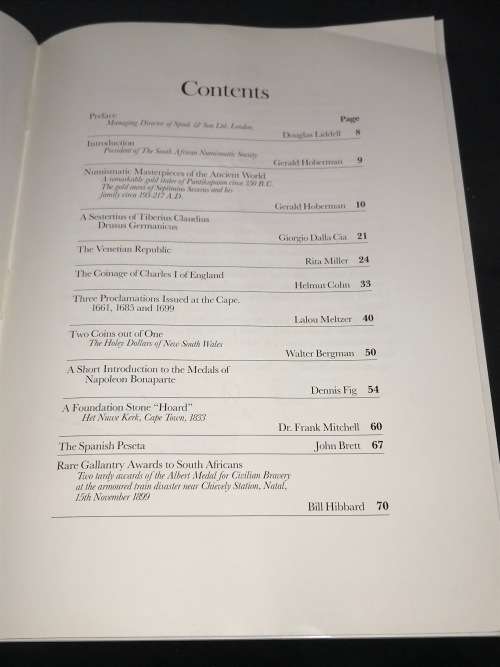 Contents
Page
Preface
Managing Director of Spink & Son Ltd. London,
Douglas Liddell 8
Introduction
President of The South African Numismatic Society
Gerald Hoberman 9
Numismatic Masterpieces of the Ancient World
A remarkable gold stater of Pantikapaion circa 350 B.C.
The gold aurei of Septimius Severus and his
family circa 193-217 A.D.
Gerald Hoberman 10
A Sestertius of Tiberius Claudius
Drusus Germanicus
Giorgio Dalla Cia 21
The Venetian Republic
Rita Miller 24
The Coinage of Charles I of England
Helmut Cohn 33
Three Proclamations Issued at the Cape.
1661, 1685 and 1699
Lalou Meltzer 40
Two Coins out of One
The Holey Dollars of New South Wales
Walter Bergman 50
A Short Introduction to the Medals of
Napoleon Bonaparte
Dennis Fig 54
A Foundation Stone "Hoard"
Het Nuwe Kerk, Cape Town, 1833
Dr. Frank Mitchell 60
The Spanish Peseta John Brett 67
Rare Gallantry Awards to South Africans
Two tardy awards of the Albert Medal for Civilian Bravery
at the armoured train disaster near Chievely Station, Natal,
15th November 1899
Bill Hibbard 70